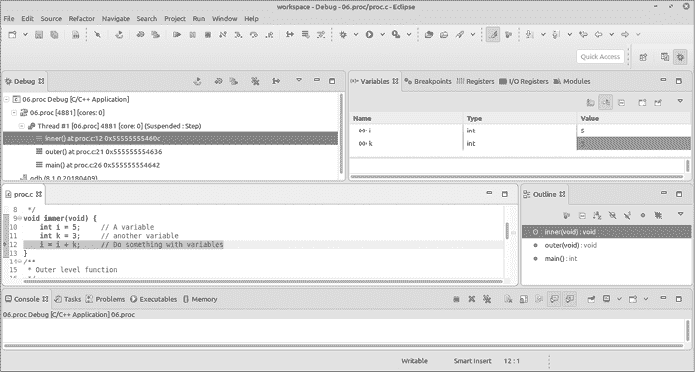 workspace - Debug - 06.proc/proc.c - Eclipse
File Edit Source Refactor Navigate Search Project Run Window Help
Quick Access
Debug
Variables Breakpoints Registers I/O Registers Modules
06.proc Debug [C/C++ Application]
06.proc [4881] [cores: 0]
Thread #1 [06.proc] 4881 [core: 0] (Suspended : Step)
inner() at proc.c:12 0x55555555460c
outer() at proc.c:21 0x555555554636
main() at proc.c:26 0x555555554642
gdb (8.1.0.20180409)
Name Type Value
i int 5
k int 3
proc.c
8 */
9 void inner(void) {
10 int i = 5; // A variable
11 int k = 3; // another variable
12 i = i + k; // Do something with variables
13 }
14 /**
15 * Outer level function
Outline
inner(void) : void
outer(void) : void
main() : int
Console Tasks Problems Executables Memory
06.proc Debug [C/C++ Application] 06.proc
Writable Smart Insert 12 : 1